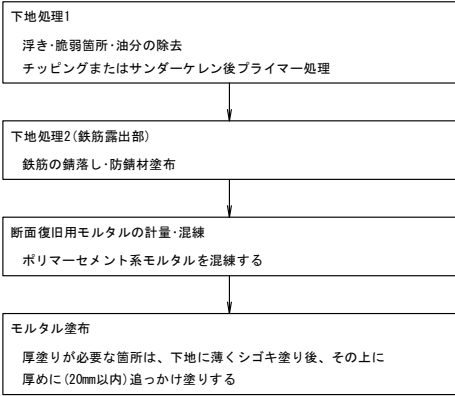 下地処理1
浮き･脆弱箇所･油分の除去
チッピングまたはサンダーケレン後プライマー処理
下地処理2(鉄筋露出部)
鉄筋の錆落し･防錆材塗布
断面復旧用モルタルの計量･混練
ポリマーセメント系モルタルを混練する
モルタル塗布
厚塗りが必要な箇所は、下地に薄くシゴキ塗り後、その上に
厚めに(20mm以内)追っかけ塗りする